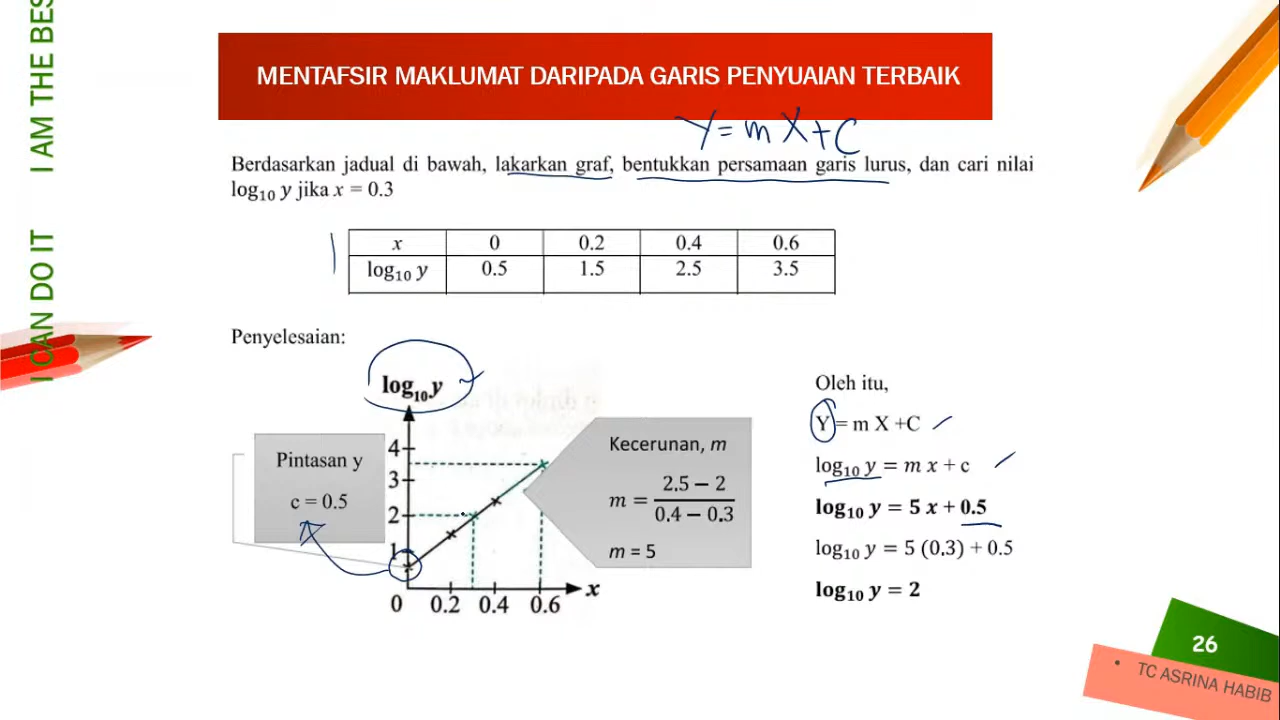 I CAN DO IT I AM THE BES
MENTAFSIR MAKLUMAT DARIPADA GARIS PENYUAIAN TERBAIK
Y = m X + C
Berdasarkan jadual di bawah, lakarkan graf, bentukkan persamaan garis lurus, dan cari nilai
log₁₀ y jika x = 0.3
x 0 0.2 0.4 0.6
log₁₀ y 0.5 1.5 2.5 3.5
Penyelesaian:
log₁₀y
4
3
2
1
0 0.2 0.4 0.6 x
Pintasan y
c = 0.5
Kecerunan, m
m = (2.5 − 2)/(0.4 − 0.3)
m = 5
Oleh itu,
Y = m X +C
log₁₀ y = m x + c
log₁₀ y = 5 x + 0.5
log₁₀ y = 5 (0.3) + 0.5
log₁₀ y = 2
26
• TC ASRINA HABIB